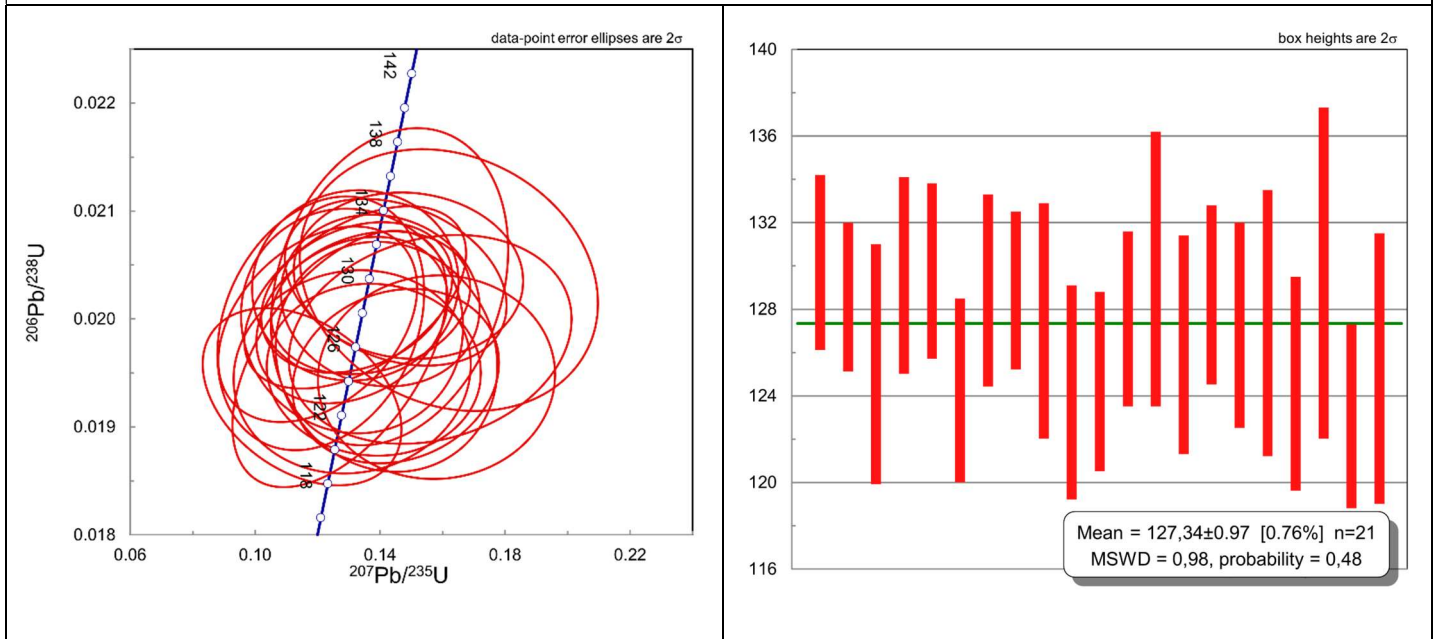 data-point error ellipses are 2σ
142
138
134
130
126
122
118
0.022
0.021
0.020
0.019
0.018
²⁰⁶Pb/²³⁸U
0.06 0.10 0.14 0.18 0.22
²⁰⁷Pb/²³⁵U
box heights are 2σ
140
136
132
128
124
120
116
Mean = 127,34±0.97 [0.76%] n=21
MSWD = 0,98, probability = 0,48